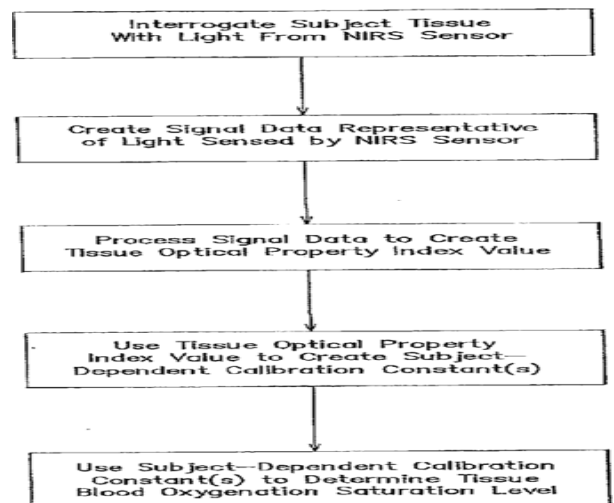 Interrogate Subject Tissue
With Light From NIRS Sensor
Create Signal Data Representative
of Light Sensed by NIRS Sensor
Process Signal Data to Create
Tissue Optical Property Index Value
Use Tissue Optical Property
Index Value to Create Subject-
Dependent Calibration Constant(s)
Use Subject-Dependent Calibration
Constant(s) to Determine Tissue
Blood Oxygenation Saturation Level